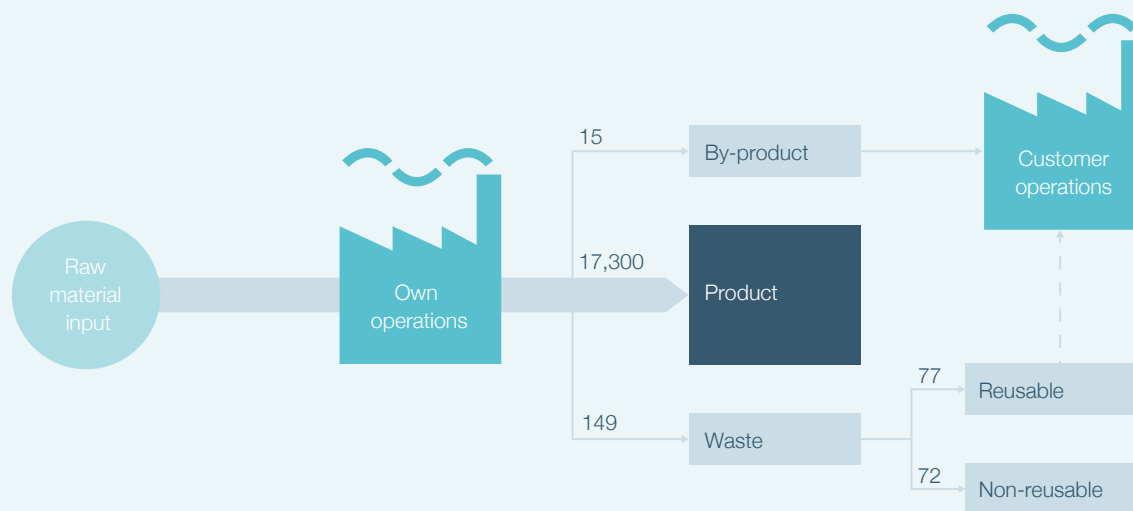 15
By-product
Customer
operations
Raw
material
input
Own
operations
17,300
Product
149
Waste
77
Reusable
72
Non-reusable